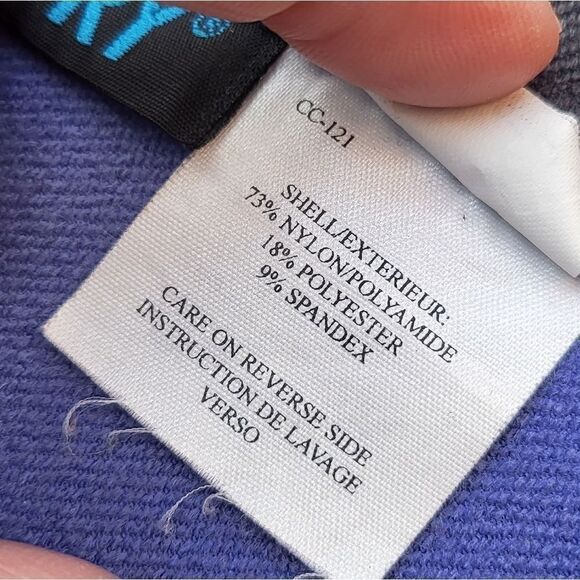 RY®
CC-121
SHELL/EXTERIEUR:
73% NYLON/POLYAMIDE
18% POLYESTER
9% SPANDEX
CARE ON REVERSE SIDE
INSTRUCTION DE LAVAGE
VERSO